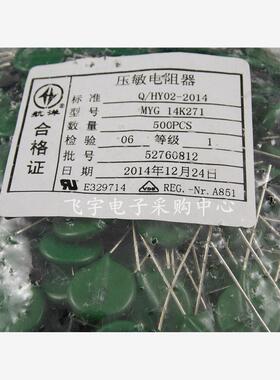 压敏电阻器
航洋
合格证
标准 Q/HY02-2014
型号 MYG 14K271
数量 500PCS
检验 06 等级 1
批号 52760812
日期 2014年12月24日
E329714 REG.-Nr.A851
飞宇电子采购中心